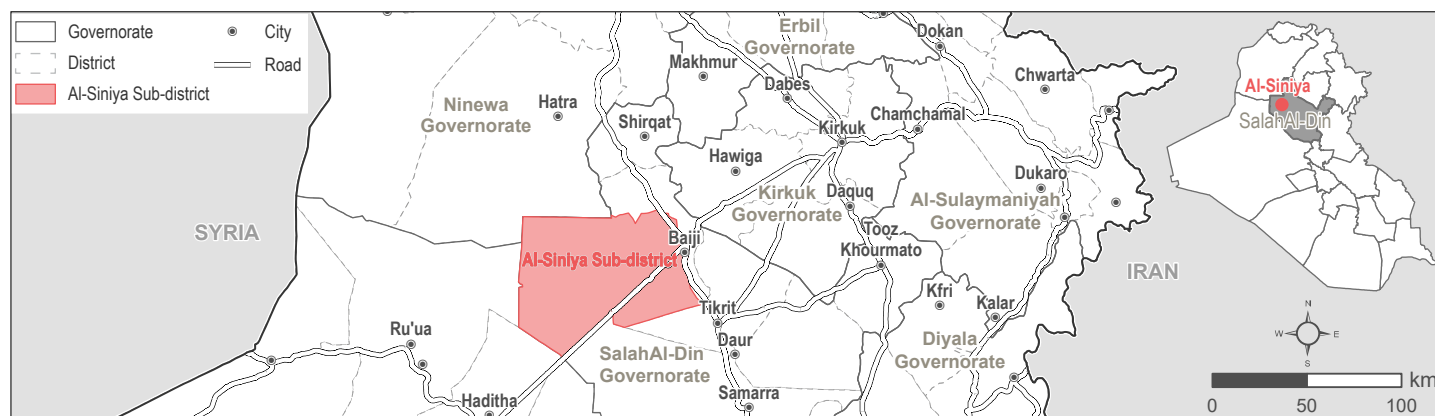 Governorate
City
District
Road
Al-Siniya Sub-district
Erbil
Governorate
Dokan
Makhmur
Chwarta
Dabes
Ninewa
Governorate
Hatra
Shirqat
Chamchamal
Kirkuk
Hawiga
Kirkuk
Governorate
Daquq
Dukaro
Al-Sulaymaniyah
Governorate
SYRIA
Baiji
Tooz
Khourmato
Al-Siniya Sub-district
IRAN
Tikrit
Kfri
Kalar
Ru'ua
Daur
Diyala
Governorate
SalahAl-Din
Governorate
Haditha
Samarra
Al-Siniya
SalahAl-Din
N
W
E
S
km
0
50
100